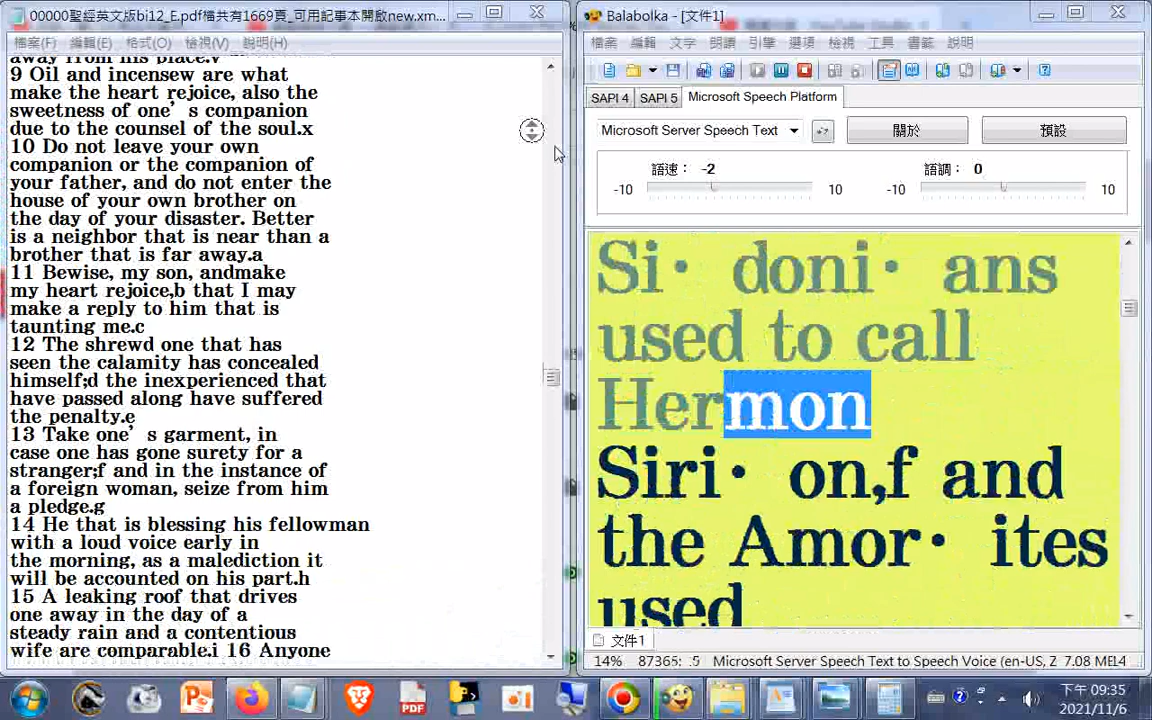 00000聖經英文版bi12_E.pdf檔共有1669頁_可用記事本開啟new.xm...
檔案(F) 編輯(E) 格式(O) 檢視(V) 說明(H)
away from his place.v
9 Oil and incensew are what
make the heart rejoice, also the
sweetness of one’s companion
due to the counsel of the soul.x
10 Do not leave your own
companion or the companion of
your father, and do not enter the
house of your own brother on
the day of your disaster. Better
is a neighbor that is near than a
brother that is far away.a
11 Bewise, my son, andmake
my heart rejoice,b that I may
make a reply to him that is
taunting me.c
12 The shrewd one that has
seen the calamity has concealed
himself;d the inexperienced that
have passed along have suffered
the penalty.e
13 Take one’s garment, in
case one has gone surety for a
stranger;f and in the instance of
a foreign woman, seize from him
a pledge.g
14 He that is blessing his fellowman
with a loud voice early in
the morning, as a malediction it
will be accounted on his part.h
15 A leaking roof that drives
one away in the day of a
steady rain and a contentious
wife are comparable.i 16 Anyone
Balabolka - [文件1]
檔案 編輯 文字 朗讀 引擎 選項 檢視 工具 書籤 說明
SAPI 4 SAPI 5 Microsoft Speech Platform
Microsoft Server Speech Text 關於 預設
語速： -2 語調： 0
-10 10 -10 10
Si· doni· ans
used to call
Hermon
Siri· on,f and
the Amor· ites
used
文件1
14% 87365: .5 Microsoft Server Speech Text to Speech Voice (en-US, Z 7.08 ME
下午 09:35
2021/11/6